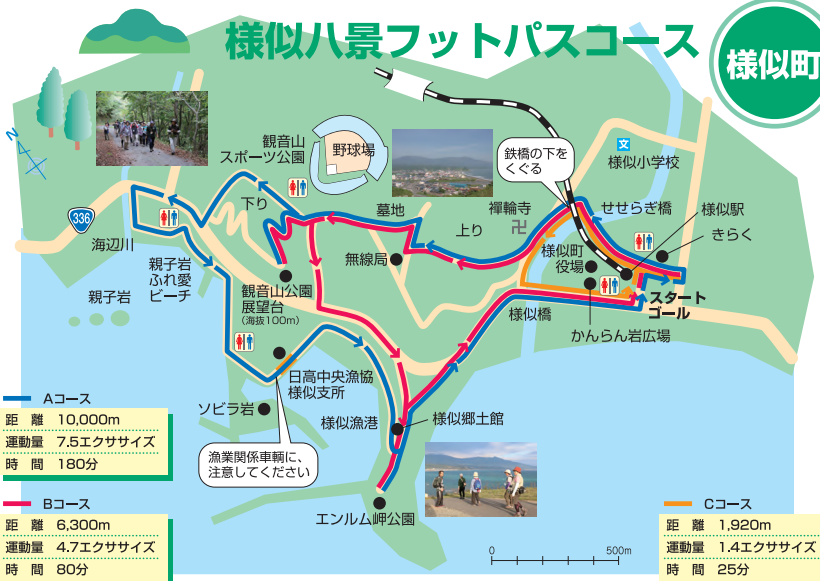 様似八景フットパスコース
様似町
N
336
海辺川
親子岩
親子岩
ふれ愛
ビーチ
下り
観音山
スポーツ公園
野球場
観音山公園
展望台
(海抜100m)
墓地
無線局
上り
禅輪寺
鉄橋の下を
くぐる
文
様似小学校
せせらぎ橋
様似駅
きらく
様似町
役場
スタート
ゴール
かんらん岩広場
様似橋
日高中央漁協
様似支所
ソビラ岩
様似漁港
様似郷土館
漁業関係車輌に、
注意してください
エンルム岬公園
Aコース
距 離 10,000m
運動量 7.5エクササイズ
時 間 180分
Bコース
距 離 6,300m
運動量 4.7エクササイズ
時 間 80分
Cコース
距 離 1,920m
運動量 1.4エクササイズ
時 間 25分
0 500m